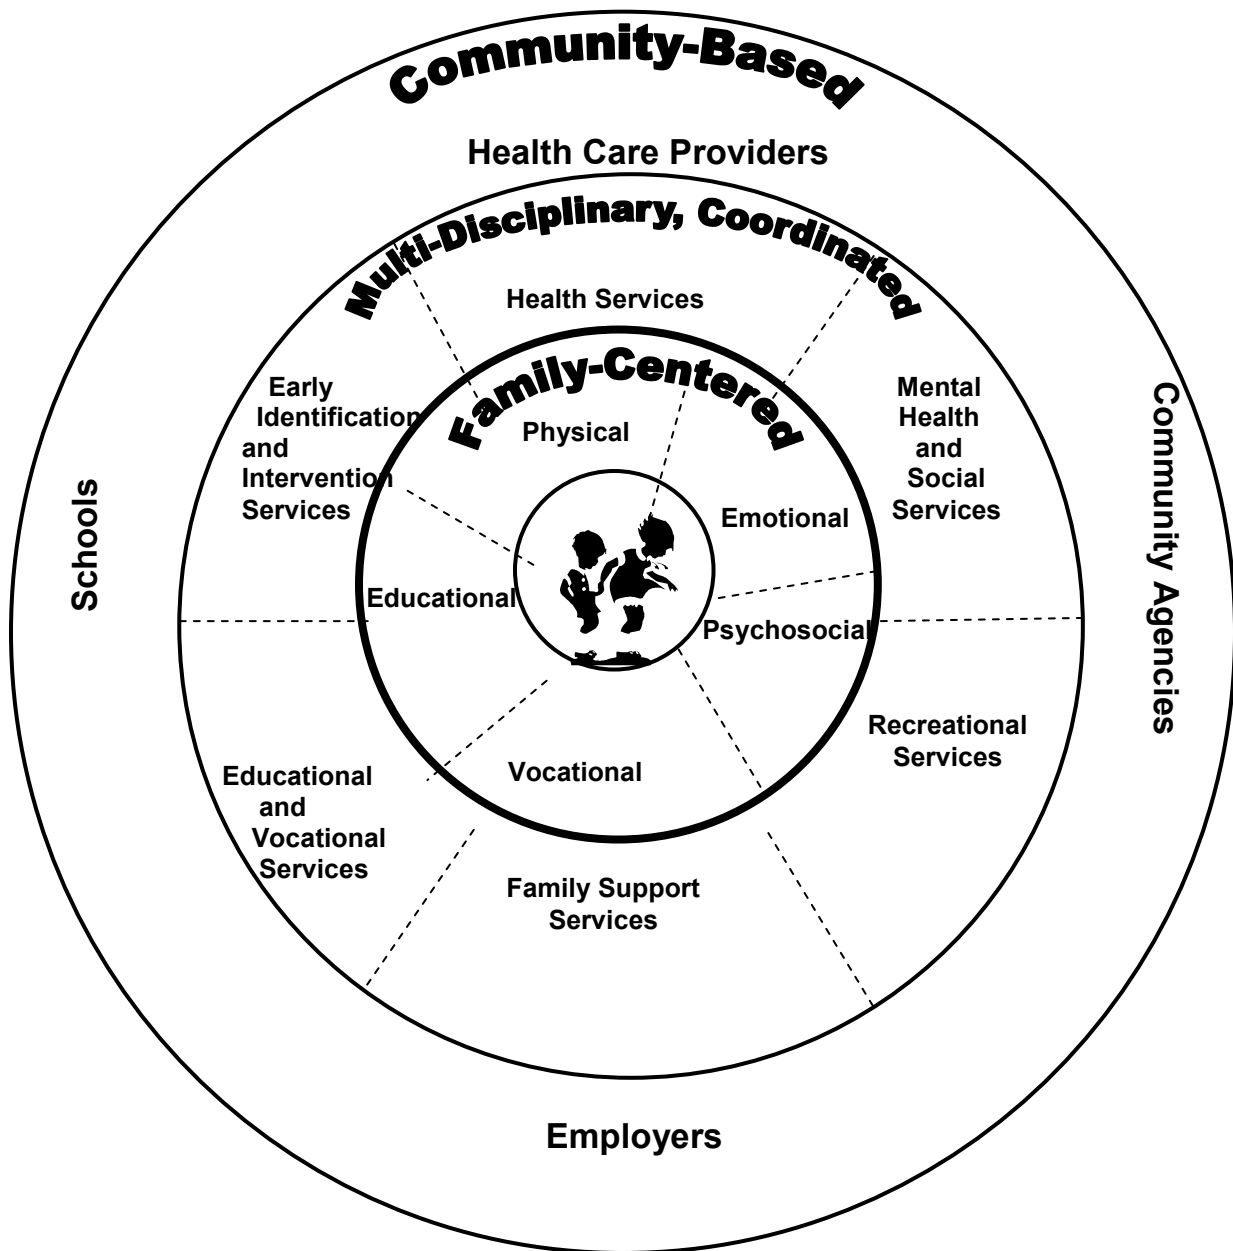 Community-Based
Health Care Providers
Multi-Disciplinary, Coordinated
Health Services
Family-Centered
Early
Identification
and
Intervention
Services
Physical
Mental
Health
and
Social
Services
Schools
Community Agencies
Emotional
Educational
Psychosocial
Recreational
Services
Vocational
Educational
and
Vocational
Services
Family Support
Services
Employers